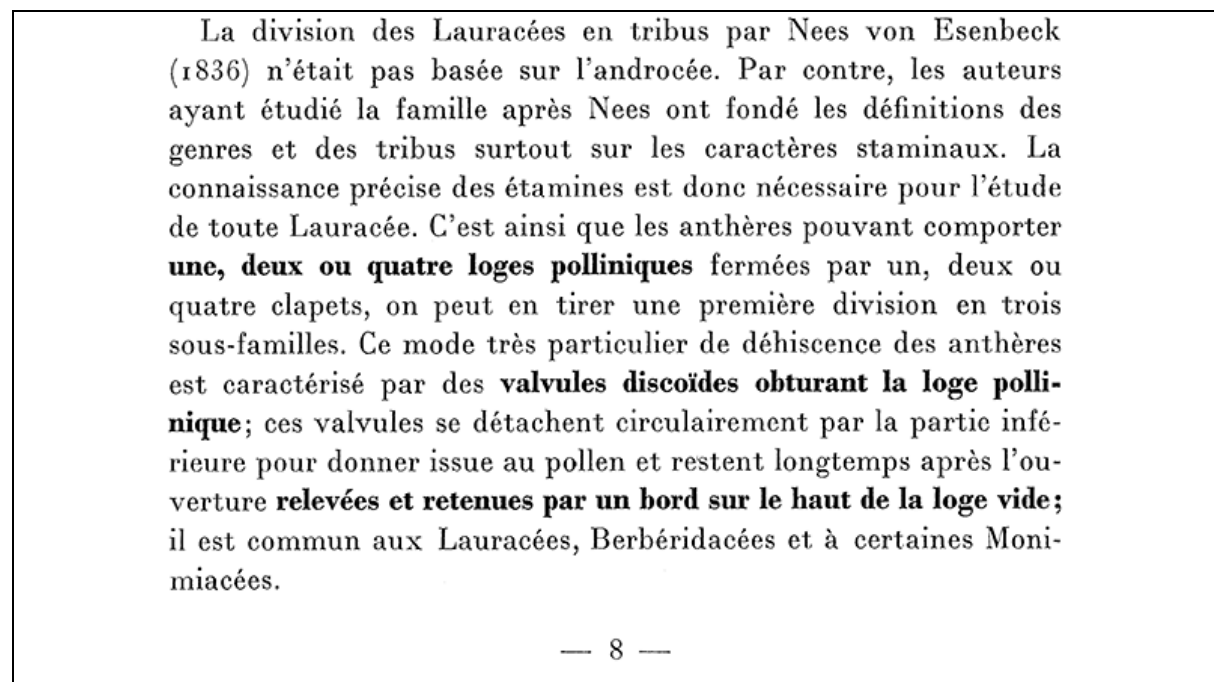 La division des Lauracées en tribus par Nees von Esenbeck
(1836) n'était pas basée sur l'androcée. Par contre, les auteurs
ayant étudié la famille après Nees ont fondé les définitions des
genres et des tribus surtout sur les caractères staminaux. La
connaissance précise des étamines est donc nécessaire pour l'étude
de toute Lauracée. C'est ainsi que les anthères pouvant comporter
une, deux ou quatre loges polliniques fermées par un, deux ou
quatre clapets, on peut en tirer une première division en trois
sous-familles. Ce mode très particulier de déhiscence des anthères
est caractérisé par des valvules discoïdes obturant la loge polli-
nique; ces valvules se détachent circulairement par la partie infé-
rieure pour donner issue au pollen et restent longtemps après l'ou-
verture relevées et retenues par un bord sur le haut de la loge vide;
il est commun aux Lauracées, Berbéridacées et à certaines Moni-
miacées.
— 8 —